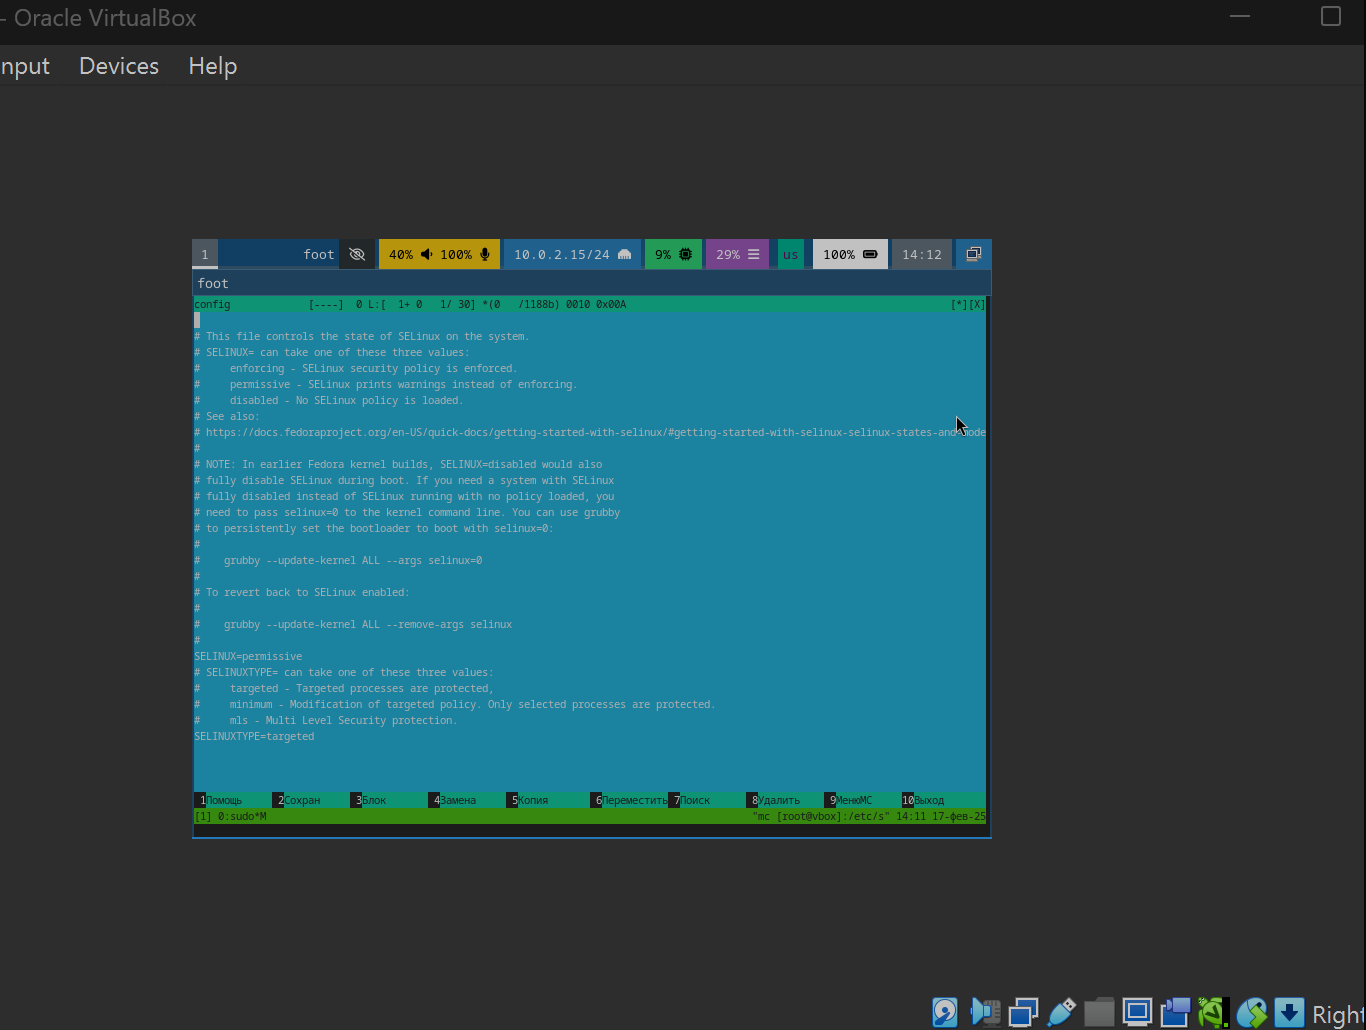 - Oracle VirtualBox
nput Devices Help
1 foot 40% 100% 10.0.2.15/24 9% 29% us 100% 14:12
foot
config [----] 0 L:[ 1+ 0 1/ 30] *(0 /1188b) 0010 0x00A [*][X]
# This file controls the state of SELinux on the system.
# SELINUX= can take one of these three values:
# enforcing - SELinux security policy is enforced.
# permissive - SELinux prints warnings instead of enforcing.
# disabled - No SELinux policy is loaded.
# See also:
# https://docs.fedoraproject.org/en-US/quick-docs/getting-started-with-selinux/#getting-started-with-selinux-selinux-states-and-mode
#
# NOTE: In earlier Fedora kernel builds, SELINUX=disabled would also
# fully disable SELinux during boot. If you need a system with SELinux
# fully disabled instead of SELinux running with no policy loaded, you
# need to pass selinux=0 to the kernel command line. You can use grubby
# to persistently set the bootloader to boot with selinux=0:
#
# grubby --update-kernel ALL --args selinux=0
#
# To revert back to SELinux enabled:
#
# grubby --update-kernel ALL --remove-args selinux
#
SELINUX=permissive
# SELINUXTYPE= can take one of these three values:
# targeted - Targeted processes are protected,
# minimum - Modification of targeted policy. Only selected processes are protected.
# mls - Multi Level Security protection.
SELINUXTYPE=targeted
1Помощь 2Сохран 3Блок 4Замена 5Копия 6Переместить 7Поиск 8Удалить 9МенюМС 10Выход
[1] 0:sudo*M "mc [root@vbox]:/etc/s" 14:11 17-фев-25
Right